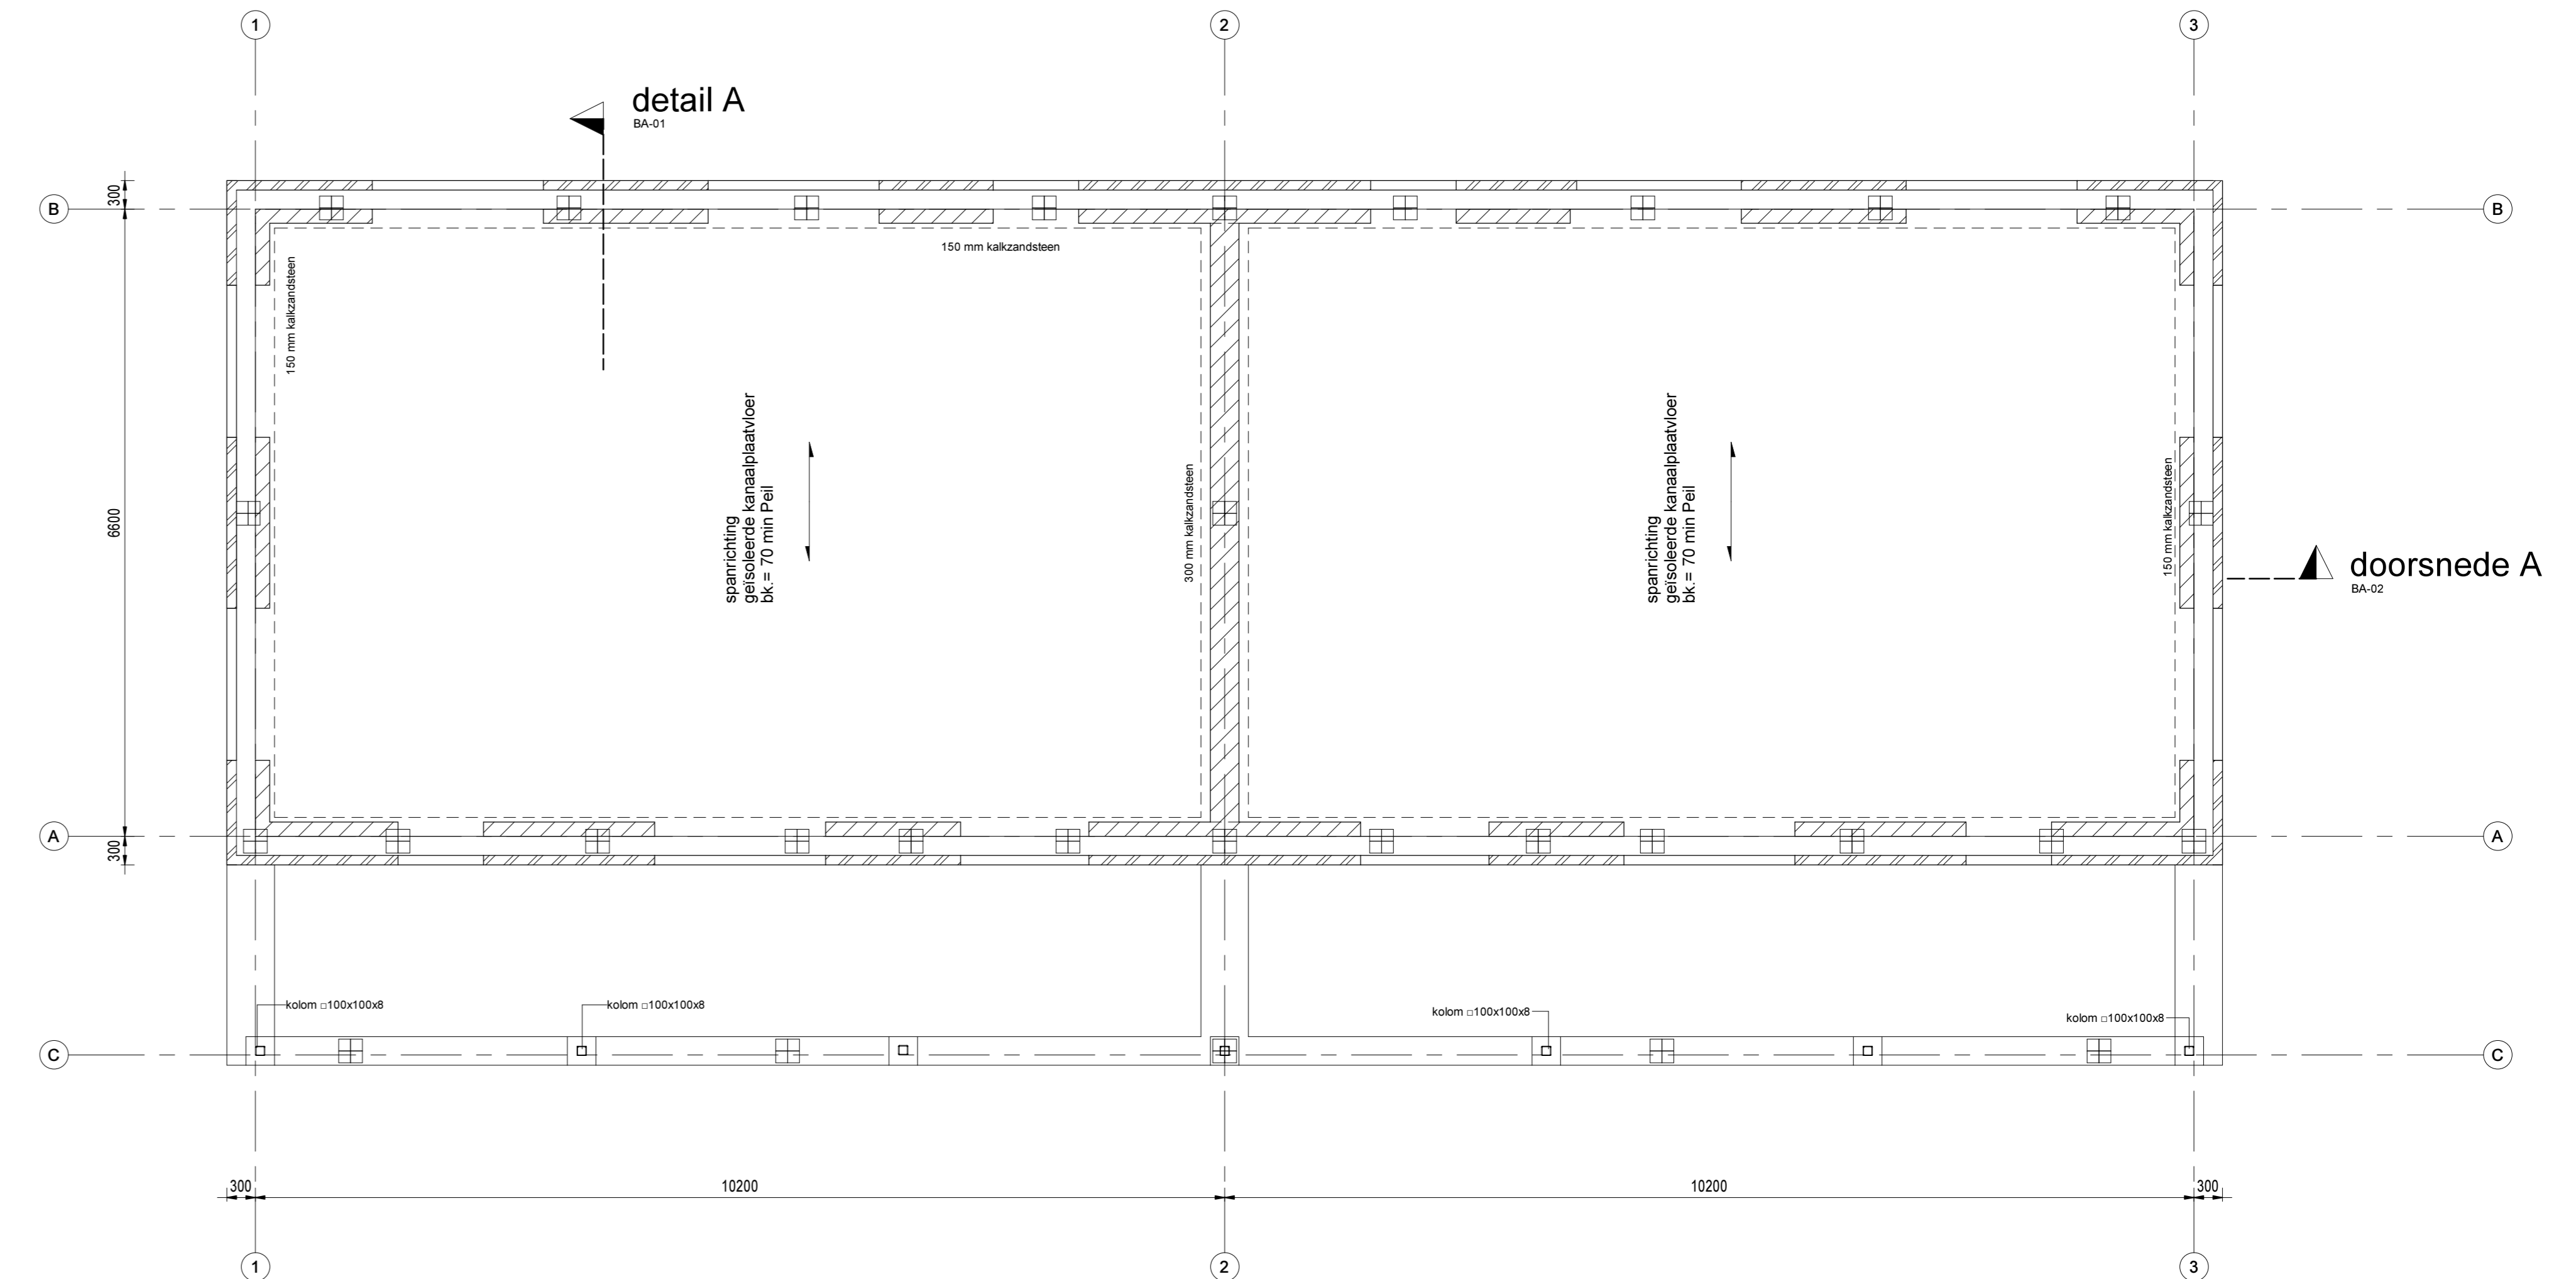 1
2
3
detail A
BA-01
300
B
B
150 mm kalkzandsteen
150 mm kalkzandsteen
6600
spanrichting
geïsoleerde kanaalplaatvloer
bk.= 70 min Peil
300 mm kalkzandsteen
spanrichting
geïsoleerde kanaalplaatvloer
bk.= 70 min Peil
150 mm kalkzandsteen
doorsnede A
BA-02
A
300
A
kolom □100x100x8
kolom □100x100x8
kolom □100x100x8
kolom □100x100x8
C
C
300
10200
10200
300
1
2
3